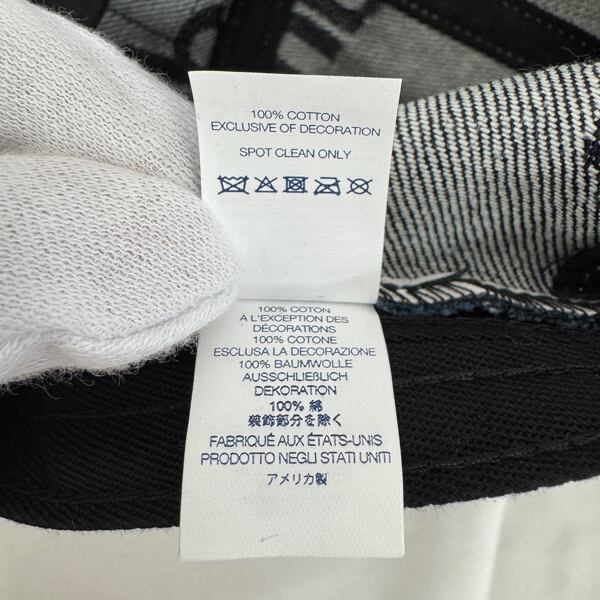 100% COTTON
EXCLUSIVE OF DECORATION
SPOT CLEAN ONLY
100% COTON
À L'EXCEPTION DES
DÉCORATIONS
100% COTONE
ESCLUSA LA DECORAZIONE
100% BAUMWOLLE
AUSSCHLIEßLICH
DEKORATION
100% 綿
装飾部分を除く
FABRIQUÉ AUX ÉTATS-UNIS
PRODOTTO NEGLI STATI UNITI
アメリカ製